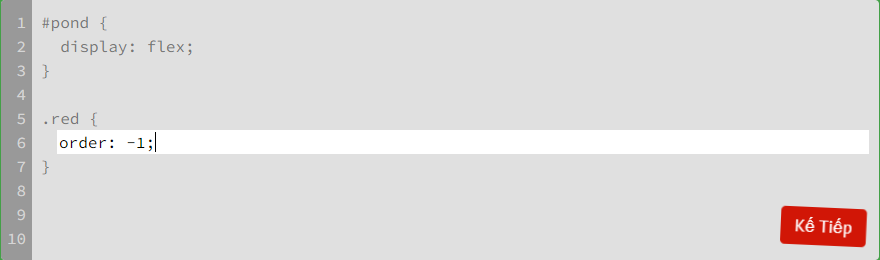 1 #pond {
2 display: flex;
3 }
4
5 .red {
6 order: -1;
7 }
8
9
10
Kế Tiếp